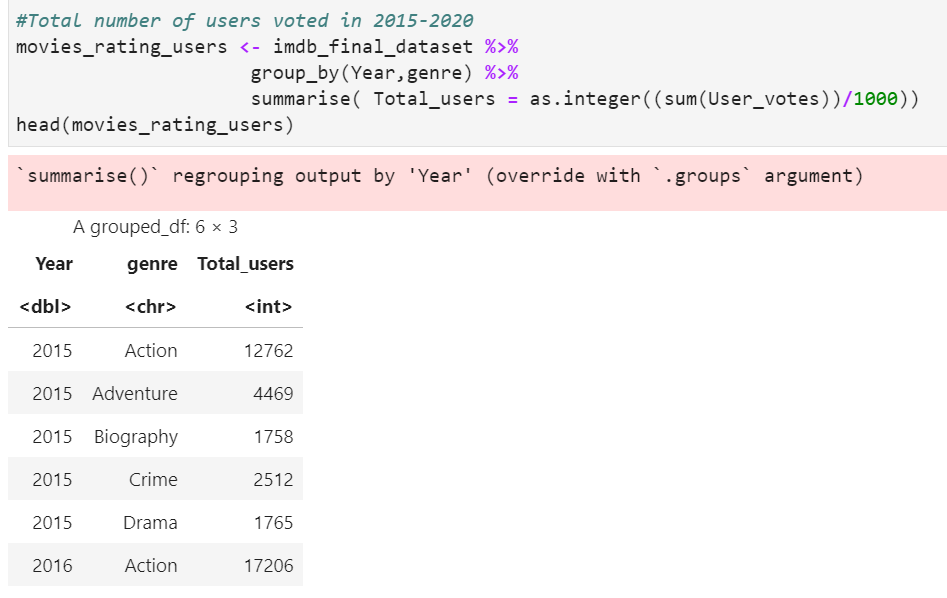 #Total number of users voted in 2015-2020
movies_rating_users <- imdb_final_dataset %>%
group_by(Year,genre) %>%
summarise( Total_users = as.integer((sum(User_votes))/1000))
head(movies_rating_users)
`summarise()` regrouping output by 'Year' (override with `.groups` argument)
A grouped_df: 6 × 3
Year genre Total_users
<dbl> <chr> <int>
2015 Action 12762
2015 Adventure 4469
2015 Biography 1758
2015 Crime 2512
2015 Drama 1765
2016 Action 17206